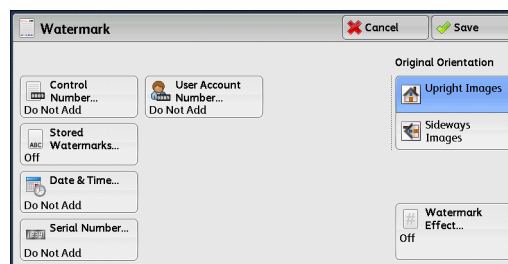 Watermark
Cancel
Save
Original Orientation
Control
Number...
Do Not Add
User Account
Number...
Do Not Add
Upright Images
Stored
Watermarks...
Off
ABC
Sideways
Images
Date & Time...
Do Not Add
Serial Number...
Do Not Add
Watermark
Effect...
Off